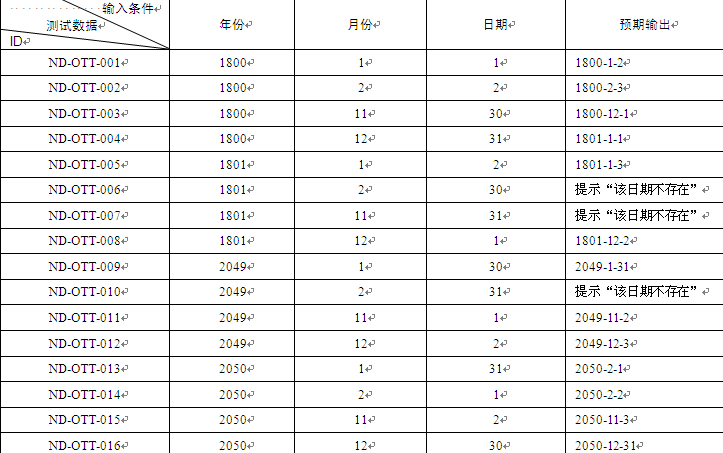 输入条件
测试数据
ID
年份 月份 日期 预期输出
ND-OTT-001 1800 1 1 1800-1-2
ND-OTT-002 1800 2 2 1800-2-3
ND-OTT-003 1800 11 30 1800-12-1
ND-OTT-004 1800 12 31 1801-1-1
ND-OTT-005 1801 1 2 1801-1-3
ND-OTT-006 1801 2 30 提示“该日期不存在”
ND-OTT-007 1801 11 31 提示“该日期不存在”
ND-OTT-008 1801 12 1 1801-12-2
ND-OTT-009 2049 1 30 2049-1-31
ND-OTT-010 2049 2 31 提示“该日期不存在”
ND-OTT-011 2049 11 1 2049-11-2
ND-OTT-012 2049 12 2 2049-12-3
ND-OTT-013 2050 1 31 2050-2-1
ND-OTT-014 2050 2 1 2050-2-2
ND-OTT-015 2050 11 2 2050-11-3
ND-OTT-016 2050 12 30 2050-12-31